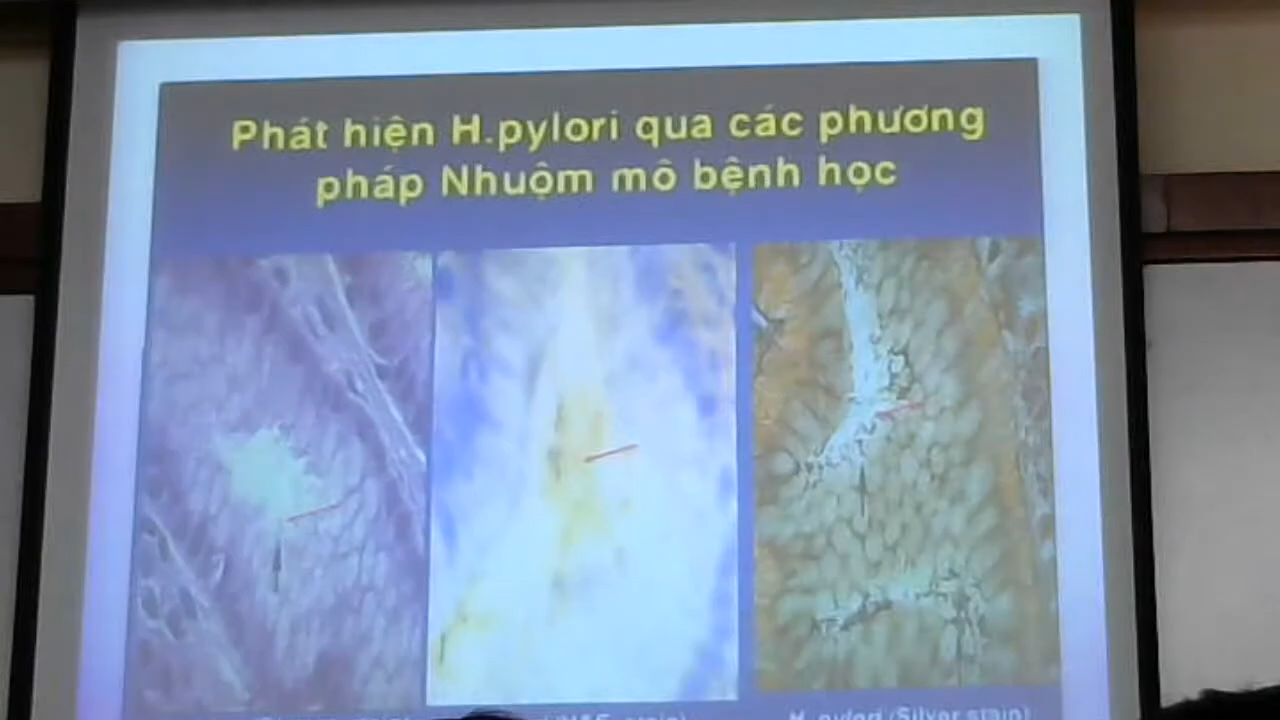 Phát hiện H.pylori qua các phương
pháp Nhuộm mô bệnh học
H. pylori (Silver stain)